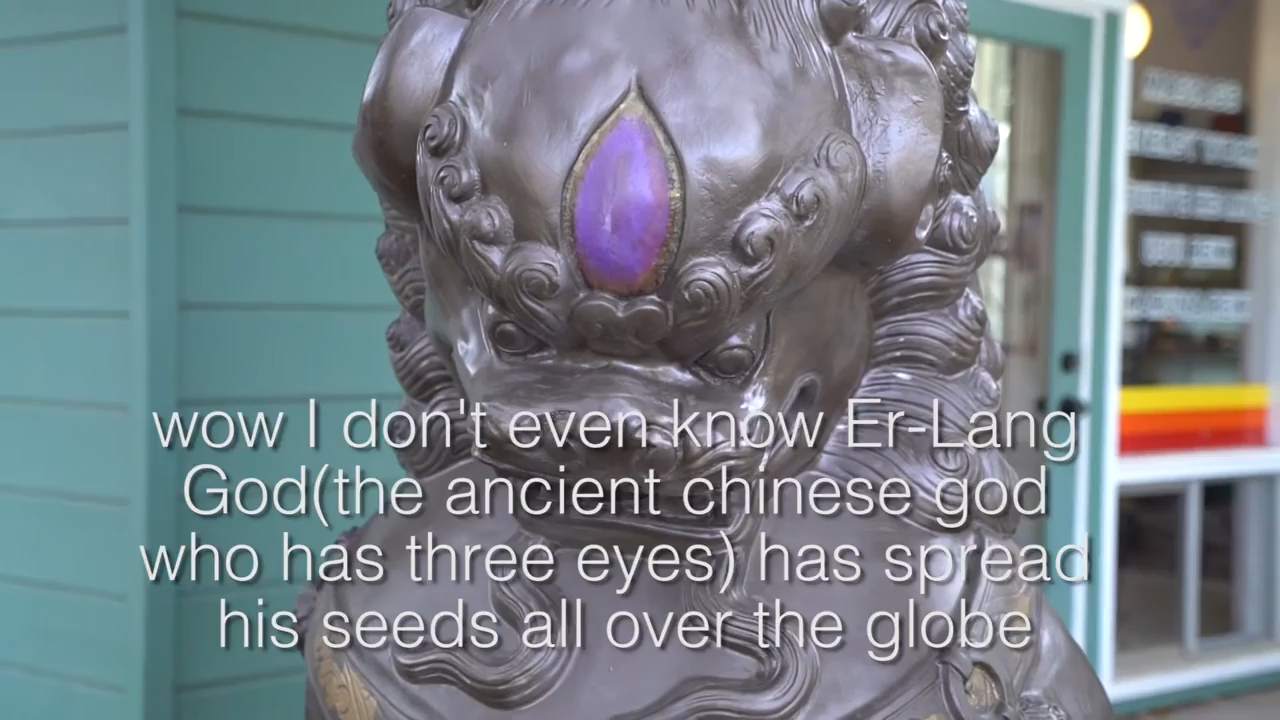 wow I don't even know Er-Lang
God(the ancient chinese god
who has three eyes) has spread
his seeds all over the globe